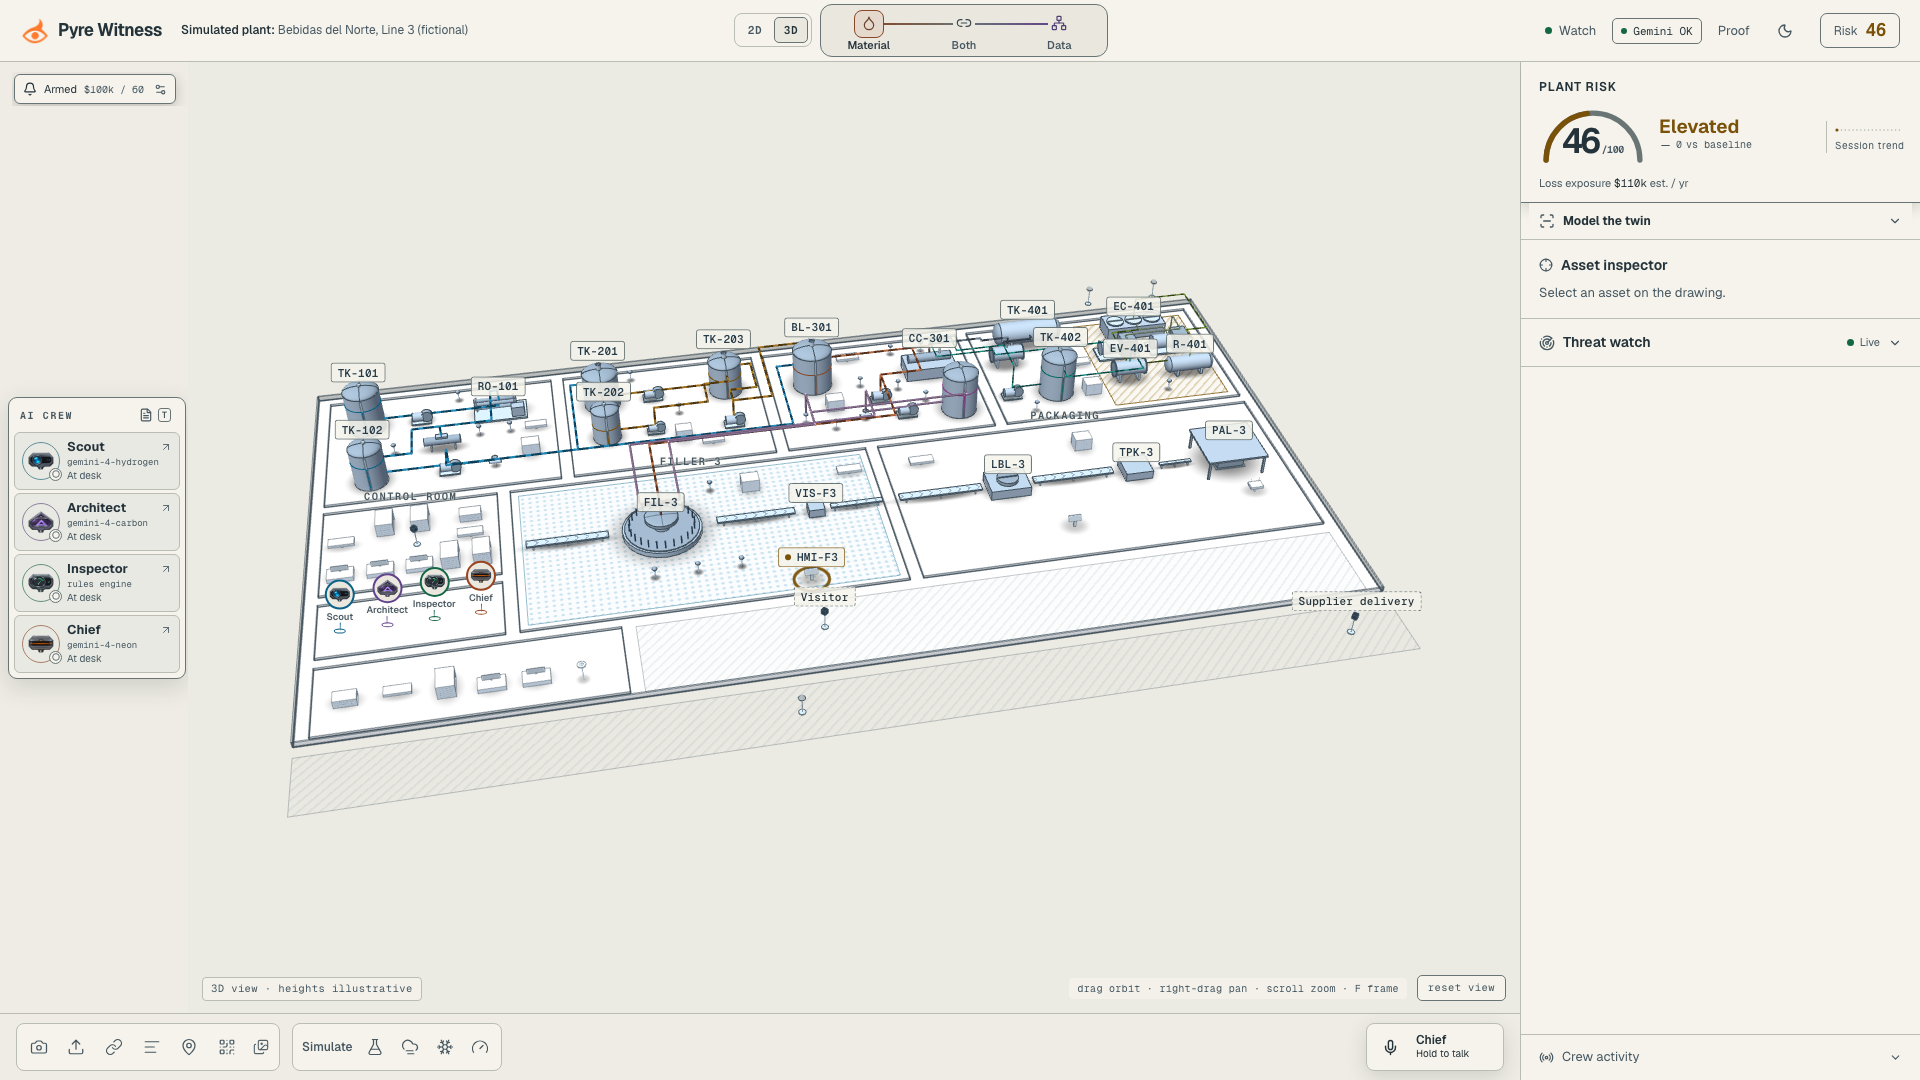 Pyre Witness
Simulated plant: Bebidas del Norte, Line 3 (fictional)
2D
3D
Material
Both
Data
Watch
Gemini OK
Proof
Risk 46
Armed $100k / 60
AI CREW
T
Scout
gemini-4-hydrogen
At desk
Architect
gemini-4-carbon
At desk
Inspector
rules engine
At desk
Chief
gemini-4-neon
At desk
TK-101
TK-102
RO-101
TK-201
TK-202
TK-203
BL-301
CC-301
TK-401
TK-402
EC-401
EV-401
R-401
PACKAGING
FILLER 3
CONTROL ROOM
FIL-3
VIS-F3
LBL-3
TPK-3
PAL-3
HMI-F3
Visitor
Supplier delivery
Scout
Architect
Inspector
Chief
3D view · heights illustrative
drag orbit · right-drag pan · scroll zoom · F frame
reset view
Simulate
Chief
Hold to talk
PLANT RISK
46 /100
Elevated
— 0 vs baseline
Session trend
Loss exposure $110k est. / yr
Model the twin
Asset inspector
Select an asset on the drawing.
Threat watch
Live
Crew activity